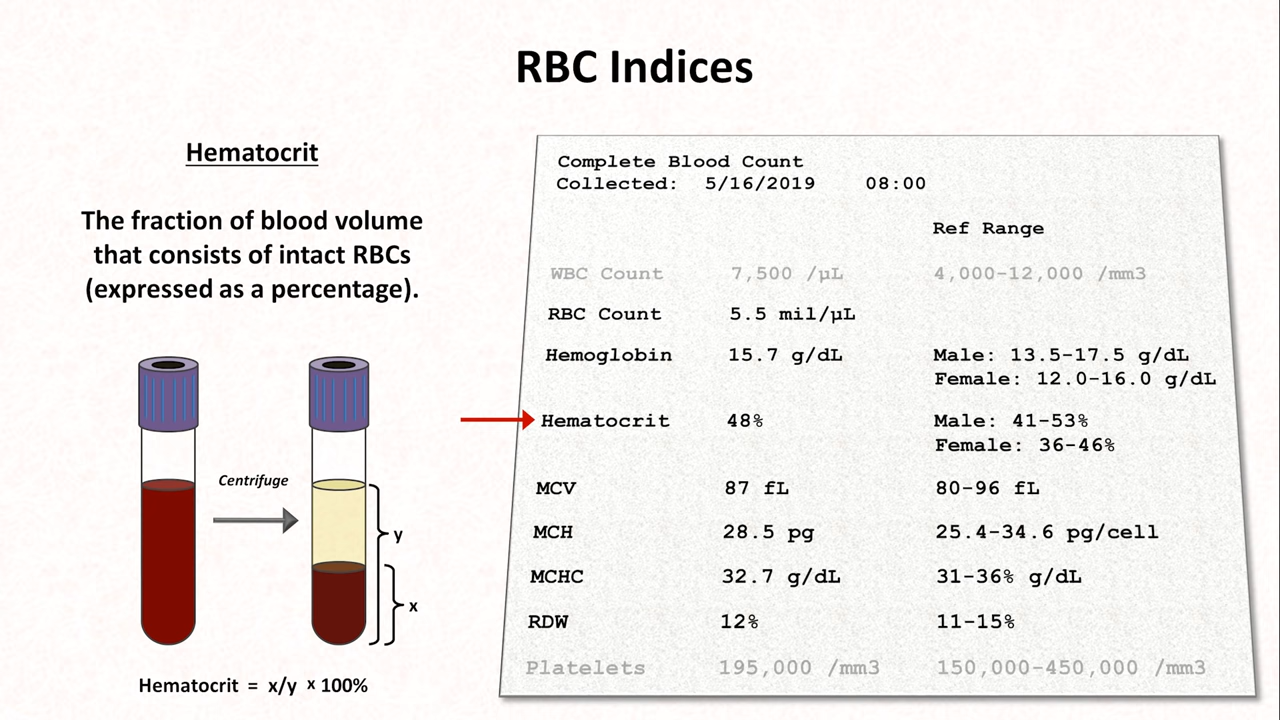 RBC Indices
Hematocrit
The fraction of blood volume
that consists of intact RBCs
(expressed as a percentage).
Centrifuge
y
x
Hematocrit = x/y x 100%
Complete Blood Count
Collected: 5/16/2019 08:00
Ref Range
WBC Count 7,500 /µL 4,000-12,000 /mm3
RBC Count 5.5 mil/µL
Hemoglobin 15.7 g/dL Male: 13.5-17.5 g/dL
Female: 12.0-16.0 g/dL
Hematocrit 48% Male: 41-53%
Female: 36-46%
MCV 87 fL 80-96 fL
MCH 28.5 pg 25.4-34.6 pg/cell
MCHC 32.7 g/dL 31-36% g/dL
RDW 12% 11-15%
Platelets 195,000 /mm3 150,000-450,000 /mm3